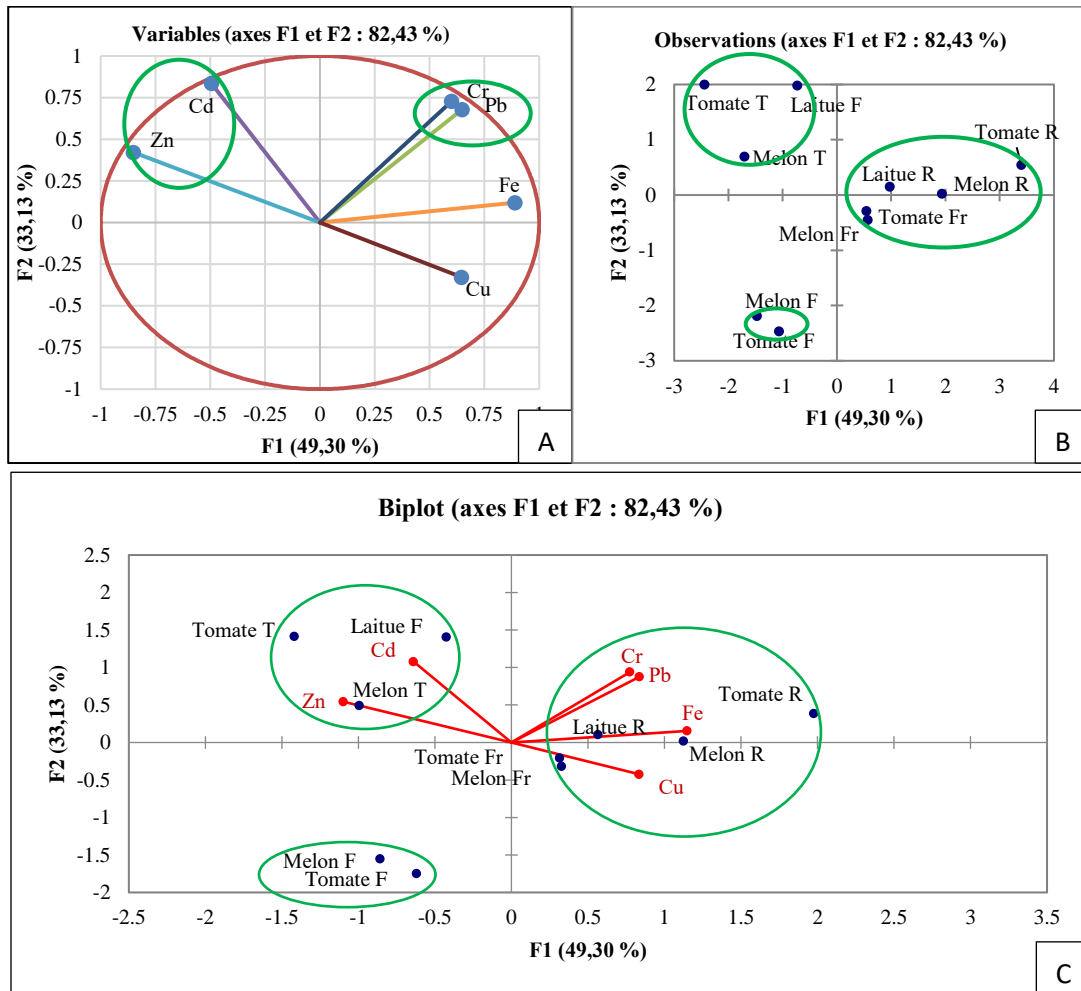 Variables (axes F1 et F2 : 82,43 %)
1
0.75
0.5
0.25
0
-0.25
-0.5
-0.75
-1
F2 (33,13 %)
Cd
Zn
Cr
Pb
Fe
Cu
-1 -0.75 -0.5 -0.25 0 0.25 0.5 0.75 1
F1 (49,30 %)
A
Observations (axes F1 et F2 : 82,43 %)
2
1
0
-1
-2
-3
F2 (33,13 %)
Tomate T
Laitue F
Melon T
Tomate R
Laitue R
Melon R
Tomate Fr
Melon Fr
Melon F
Tomate F
-3 -2 -1 0 1 2 3 4
F1 (49,30 %)
B
Biplot (axes F1 et F2 : 82,43 %)
2.5
2
1.5
1
0.5
0
-0.5
-1
-1.5
-2
F2 (33,13 %)
Tomate T
Laitue F
Cd
Zn
Melon T
Cr
Pb
Tomate R
Fe
Laitue R
Melon R
Tomate Fr
Melon Fr
Cu
Melon F
Tomate F
-2.5 -2 -1.5 -1 -0.5 0 0.5 1 1.5 2 2.5 3 3.5
F1 (49,30 %)
C